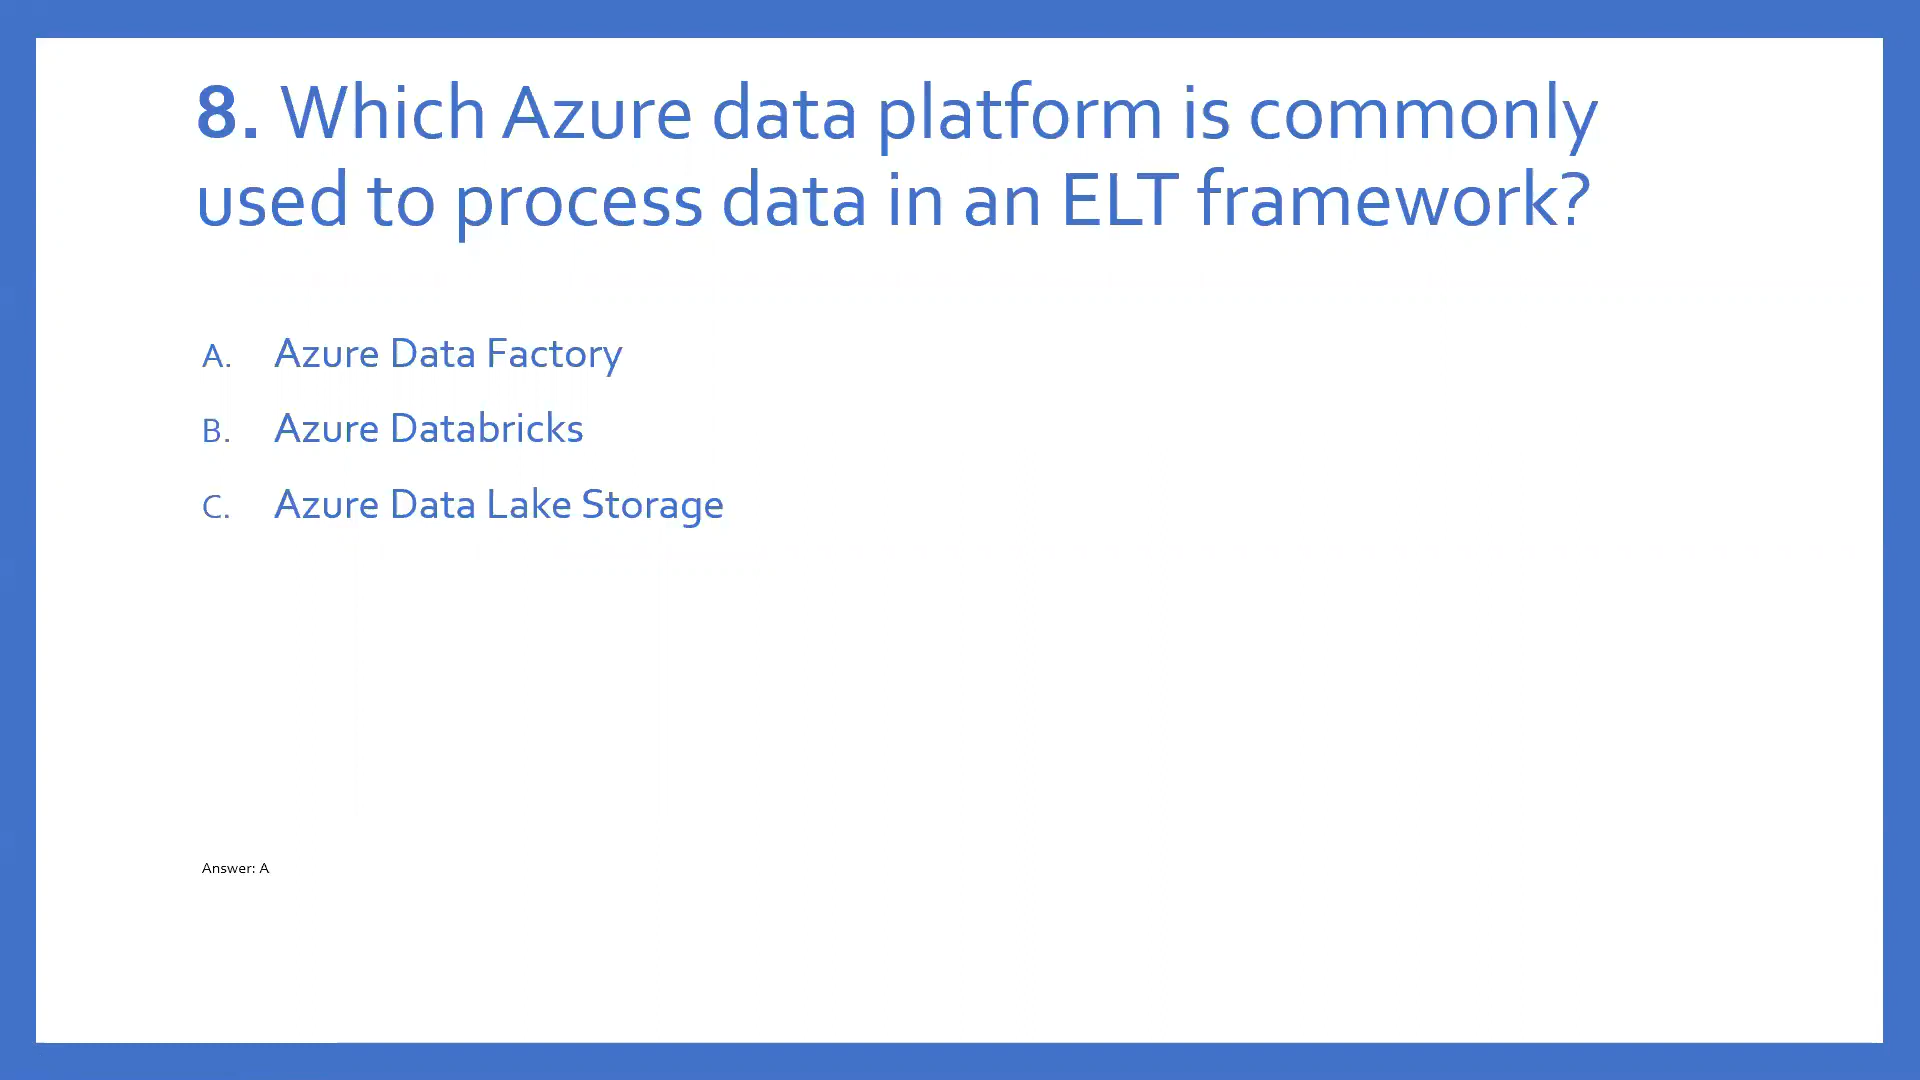 8. Which Azure data platform is commonly
used to process data in an ELT framework?
A. Azure Data Factory
B. Azure Databricks
C. Azure Data Lake Storage
Answer: A